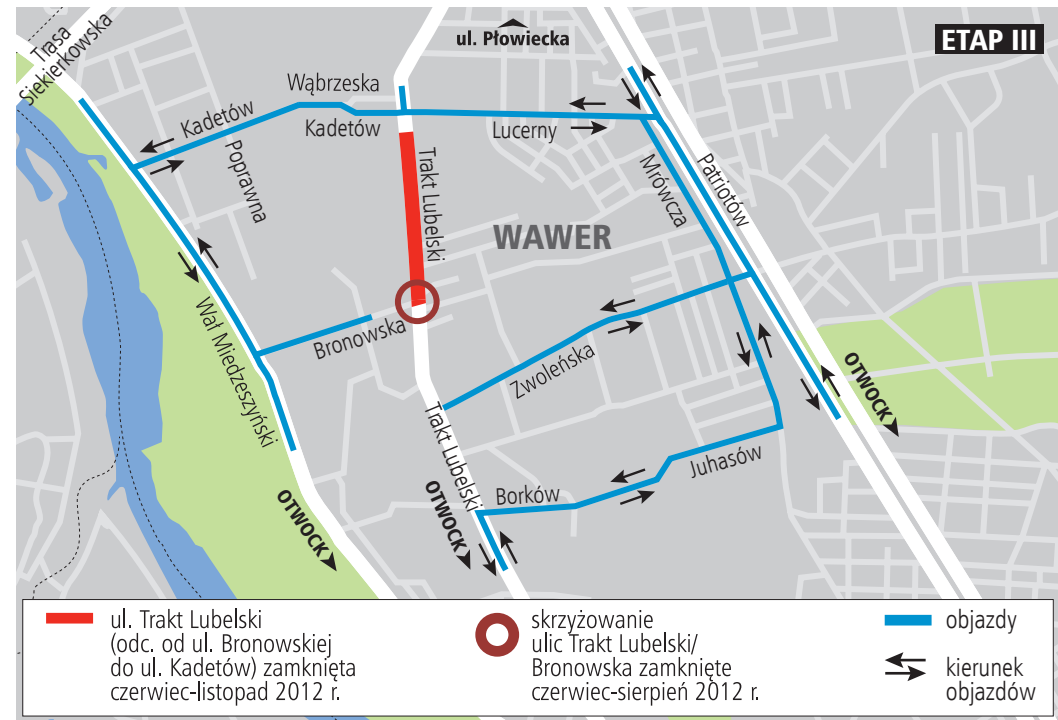 ul. Płowiecka
ETAP III
Trasa
Siekierkowska
Wąbrzeska
Kadetów
Kadetów
Lucerny
Poprawna
Trakt Lubelski
Mrówcza
Patriotów
WAWER
Wał Miedzeszyński
Bronowska
Zwoleńska
OTWOCK
Trakt Lubelski
Juhasów
Borków
OTWOCK
OTWOCK
ul. Trakt Lubelski
(odc. od ul. Bronowskiej
do ul. Kadetów) zamknięta
czerwiec-listopad 2012 r.
skrzyżowanie
ulic Trakt Lubelski/
Bronowska zamknięte
czerwiec-sierpień 2012 r.
objazdy
kierunek
objazdów